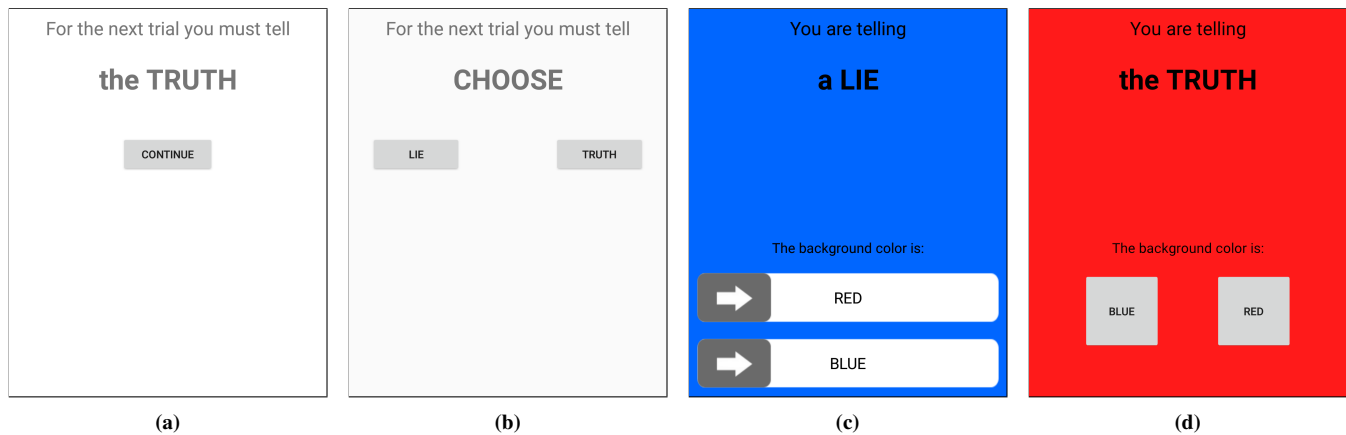 For the next trial you must tell
the TRUTH
CONTINUE
(a)
For the next trial you must tell
CHOOSE
LIE TRUTH
(b)
You are telling
a LIE
The background color is:
RED
BLUE
(c)
You are telling
the TRUTH
The background color is:
BLUE RED
(d)